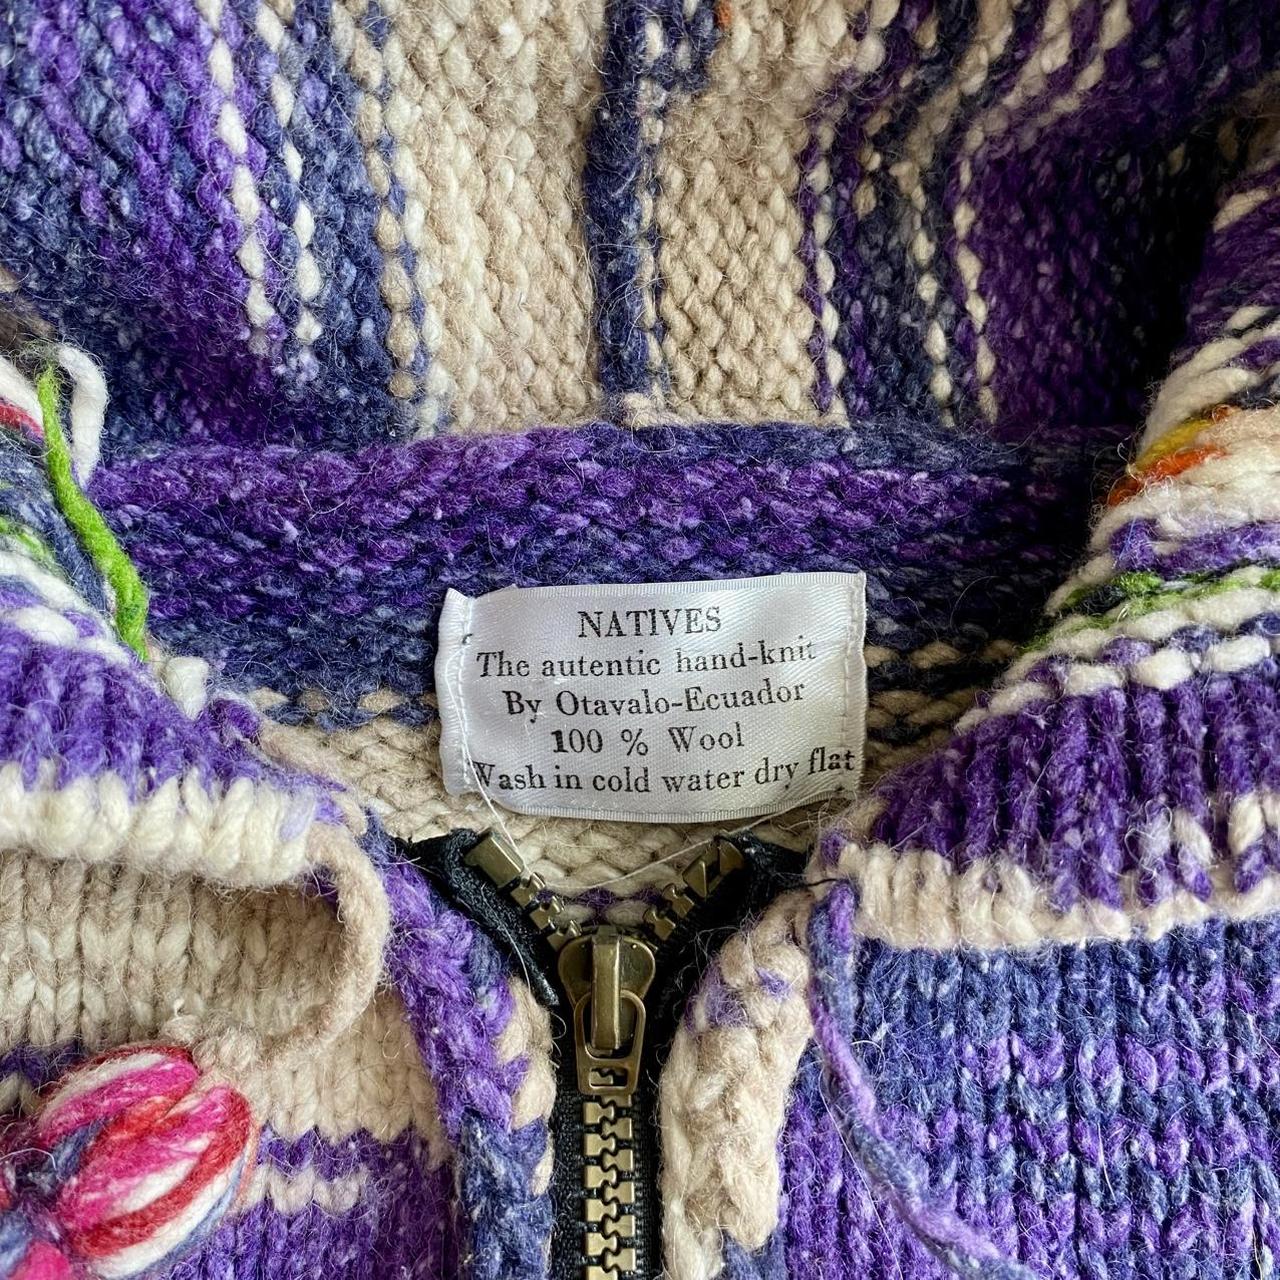 NATIVES
The autentic hand-knit
By Otavalo-Ecuador
100 % Wool
Wash in cold water dry flat